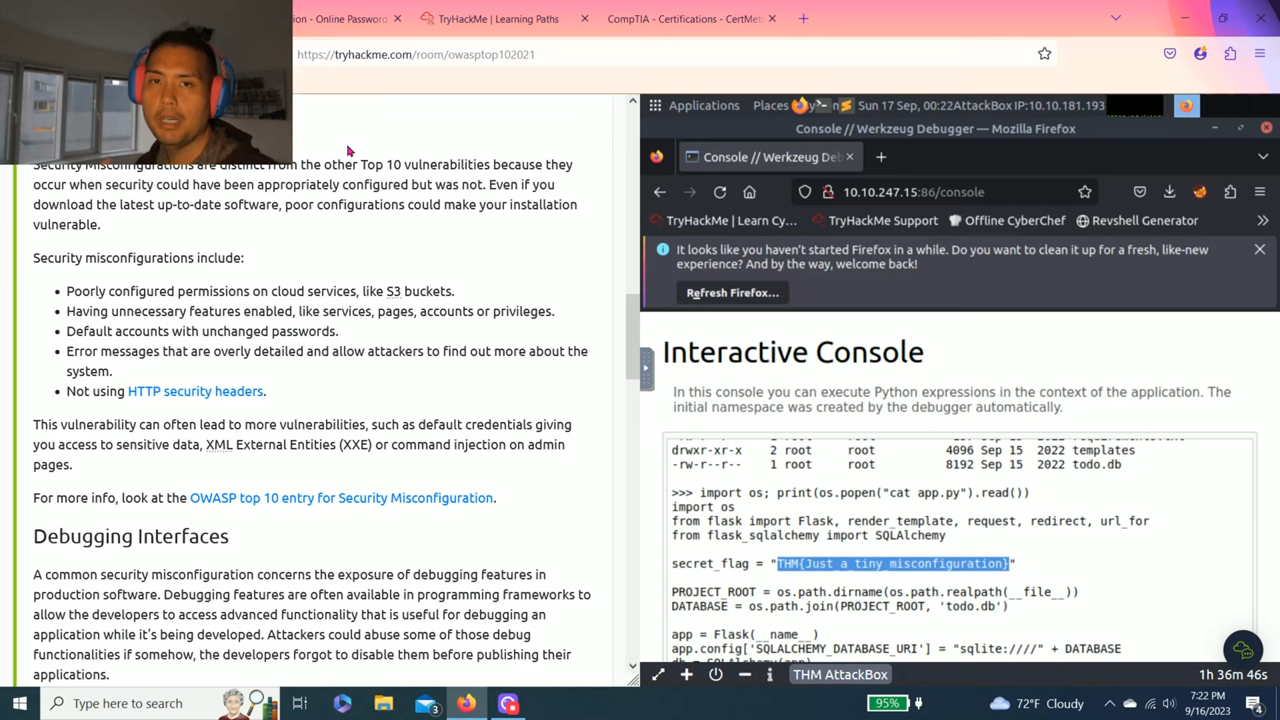 ion - Online Password
TryHackMe | Learning Paths
CompTIA - Certifications - CertMet
https://tryhackme.com/room/owasptop102021
Security Misconfigurations are distinct from the other Top 10 vulnerabilities because they
occur when security could have been appropriately configured but was not. Even if you
download the latest up-to-date software, poor configurations could make your installation
vulnerable.
Security misconfigurations include:
• Poorly configured permissions on cloud services, like S3 buckets.
• Having unnecessary features enabled, like services, pages, accounts or privileges.
• Default accounts with unchanged passwords.
• Error messages that are overly detailed and allow attackers to find out more about the
system.
• Not using HTTP security headers.
This vulnerability can often lead to more vulnerabilities, such as default credentials giving
you access to sensitive data, XML External Entities (XXE) or command injection on admin
pages.
For more info, look at the OWASP top 10 entry for Security Misconfiguration.
Debugging Interfaces
A common security misconfiguration concerns the exposure of debugging features in
production software. Debugging features are often available in programming frameworks to
allow the developers to access advanced functionality that is useful for debugging an
application while it's being developed. Attackers could abuse some of those debug
functionalities if somehow, the developers forgot to disable them before publishing their
applications.
Applications Places Sun 17 Sep, 00:22 AttackBox IP:10.10.181.193
Console // Werkzeug Debugger — Mozilla Firefox
Console // Werkzeug Deb
10.10.247.15:86/console
TryHackMe | Learn Cy...
TryHackMe Support
Offline CyberChef
Revshell Generator
It looks like you haven't started Firefox in a while. Do you want to clean it up for a fresh, like-new
experience? And by the way, welcome back!
Refresh Firefox...
Interactive Console
In this console you can execute Python expressions in the context of the application. The
initial namespace was created by the debugger automatically.
drwxr-xr-x 2 root root 4096 Sep 15 2022 templates
-rw-r--r-- 1 root root 8192 Sep 15 2022 todo.db
>>> import os; print(os.popen("cat app.py").read())
import os
from flask import Flask, render_template, request, redirect, url_for
from flask_sqlalchemy import SQLAlchemy
secret_flag = "THM{Just_a_tiny_misconfiguration}"
PROJECT_ROOT = os.path.dirname(os.path.realpath(__file__))
DATABASE = os.path.join(PROJECT_ROOT, 'todo.db')
app = Flask(__name__)
app.config['SQLALCHEMY_DATABASE_URI'] = "sqlite:////" + DATABASE
THM AttackBox
1h 36m 46s
Type here to search
3
95%
72°F Cloudy
7:22 PM
9/16/2023
4